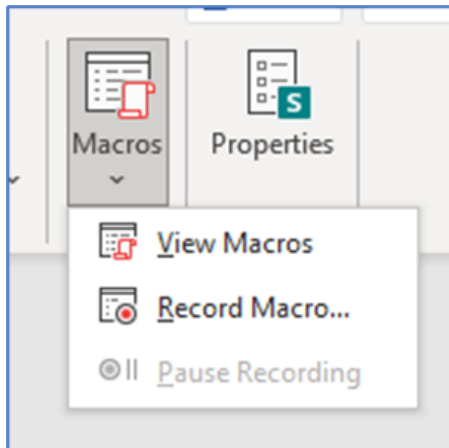 Macros
Properties
S
View Macros
Record Macro...
Pause Recording